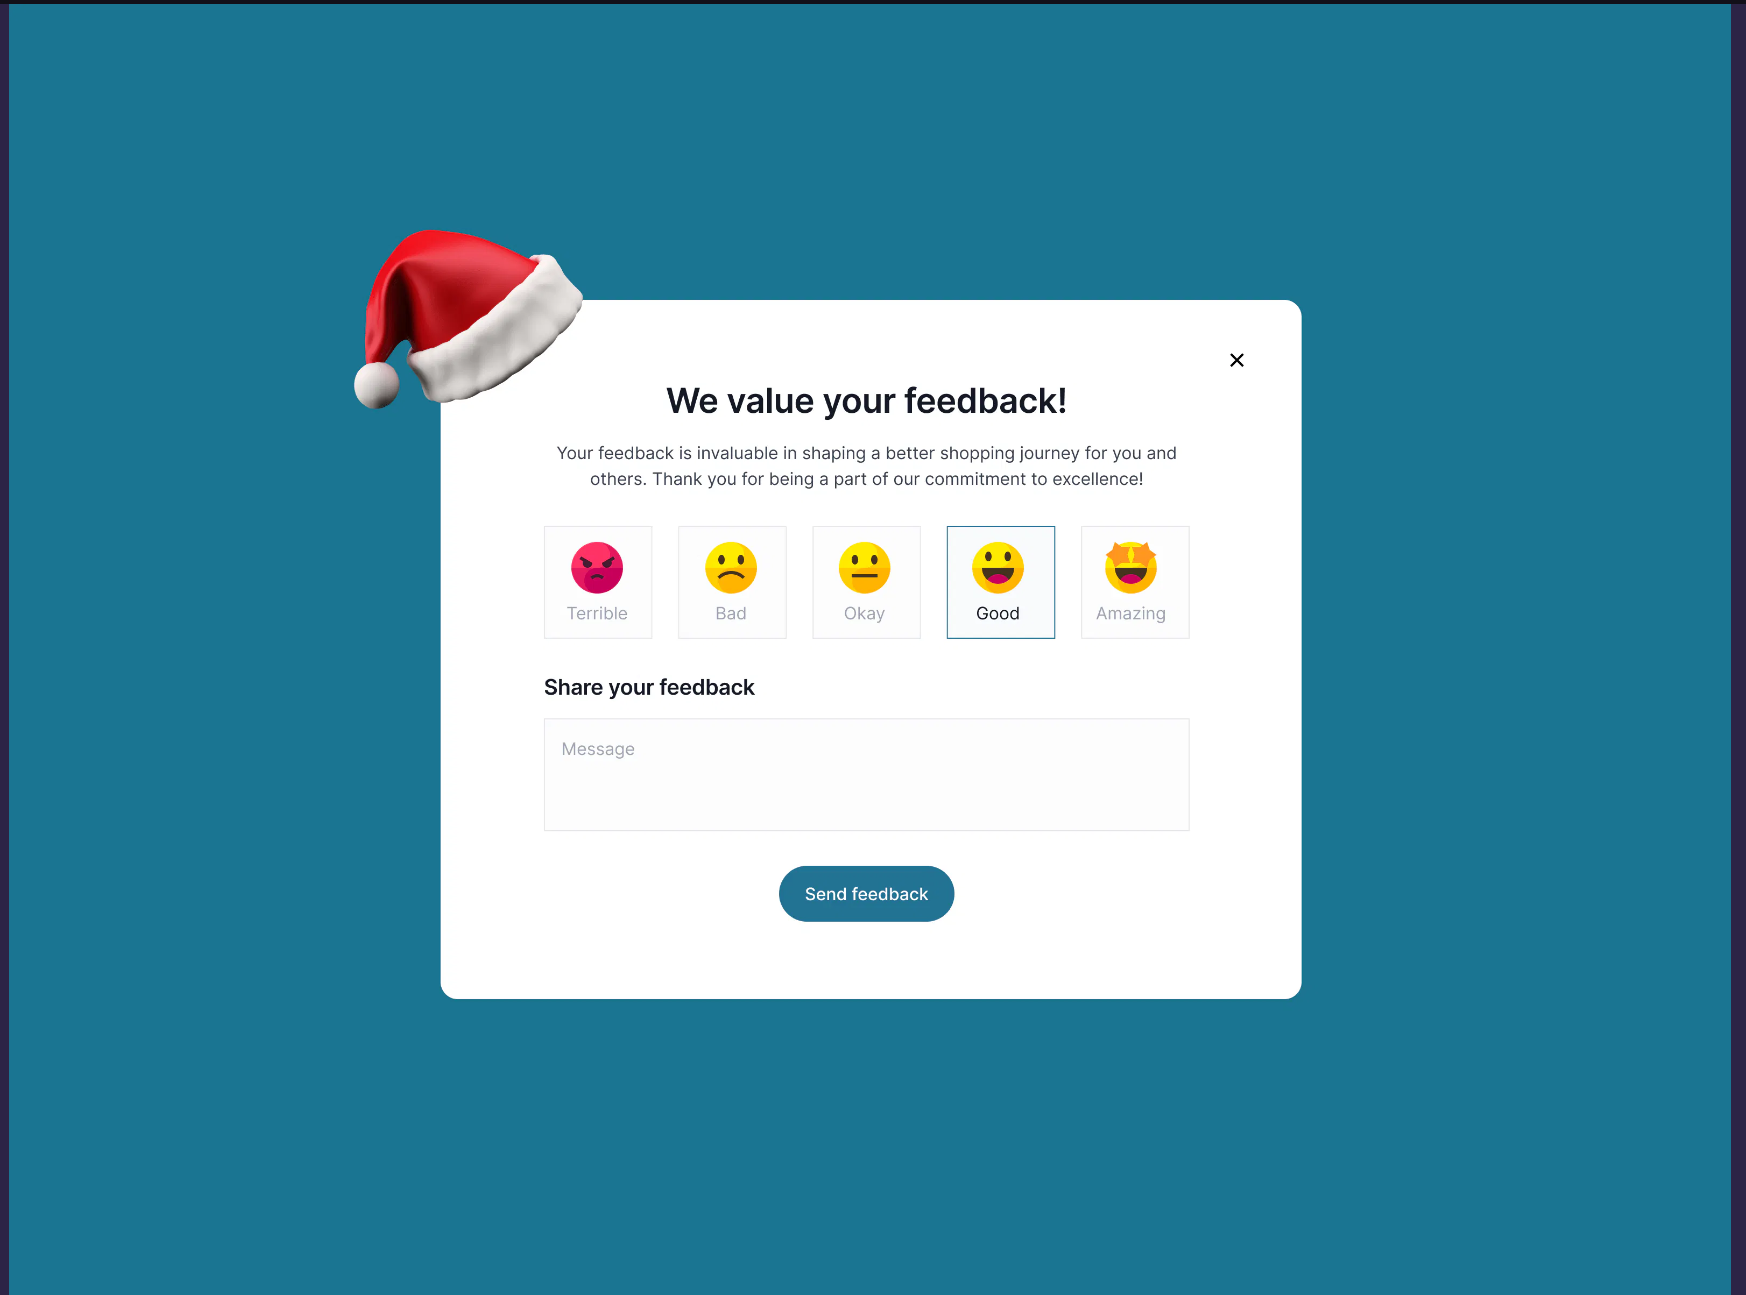 We value your feedback!
Your feedback is invaluable in shaping a better shopping journey for you and
others. Thank you for being a part of our commitment to excellence!
Terrible
Bad
Okay
Good
Amazing
Share your feedback
Message
Send feedback